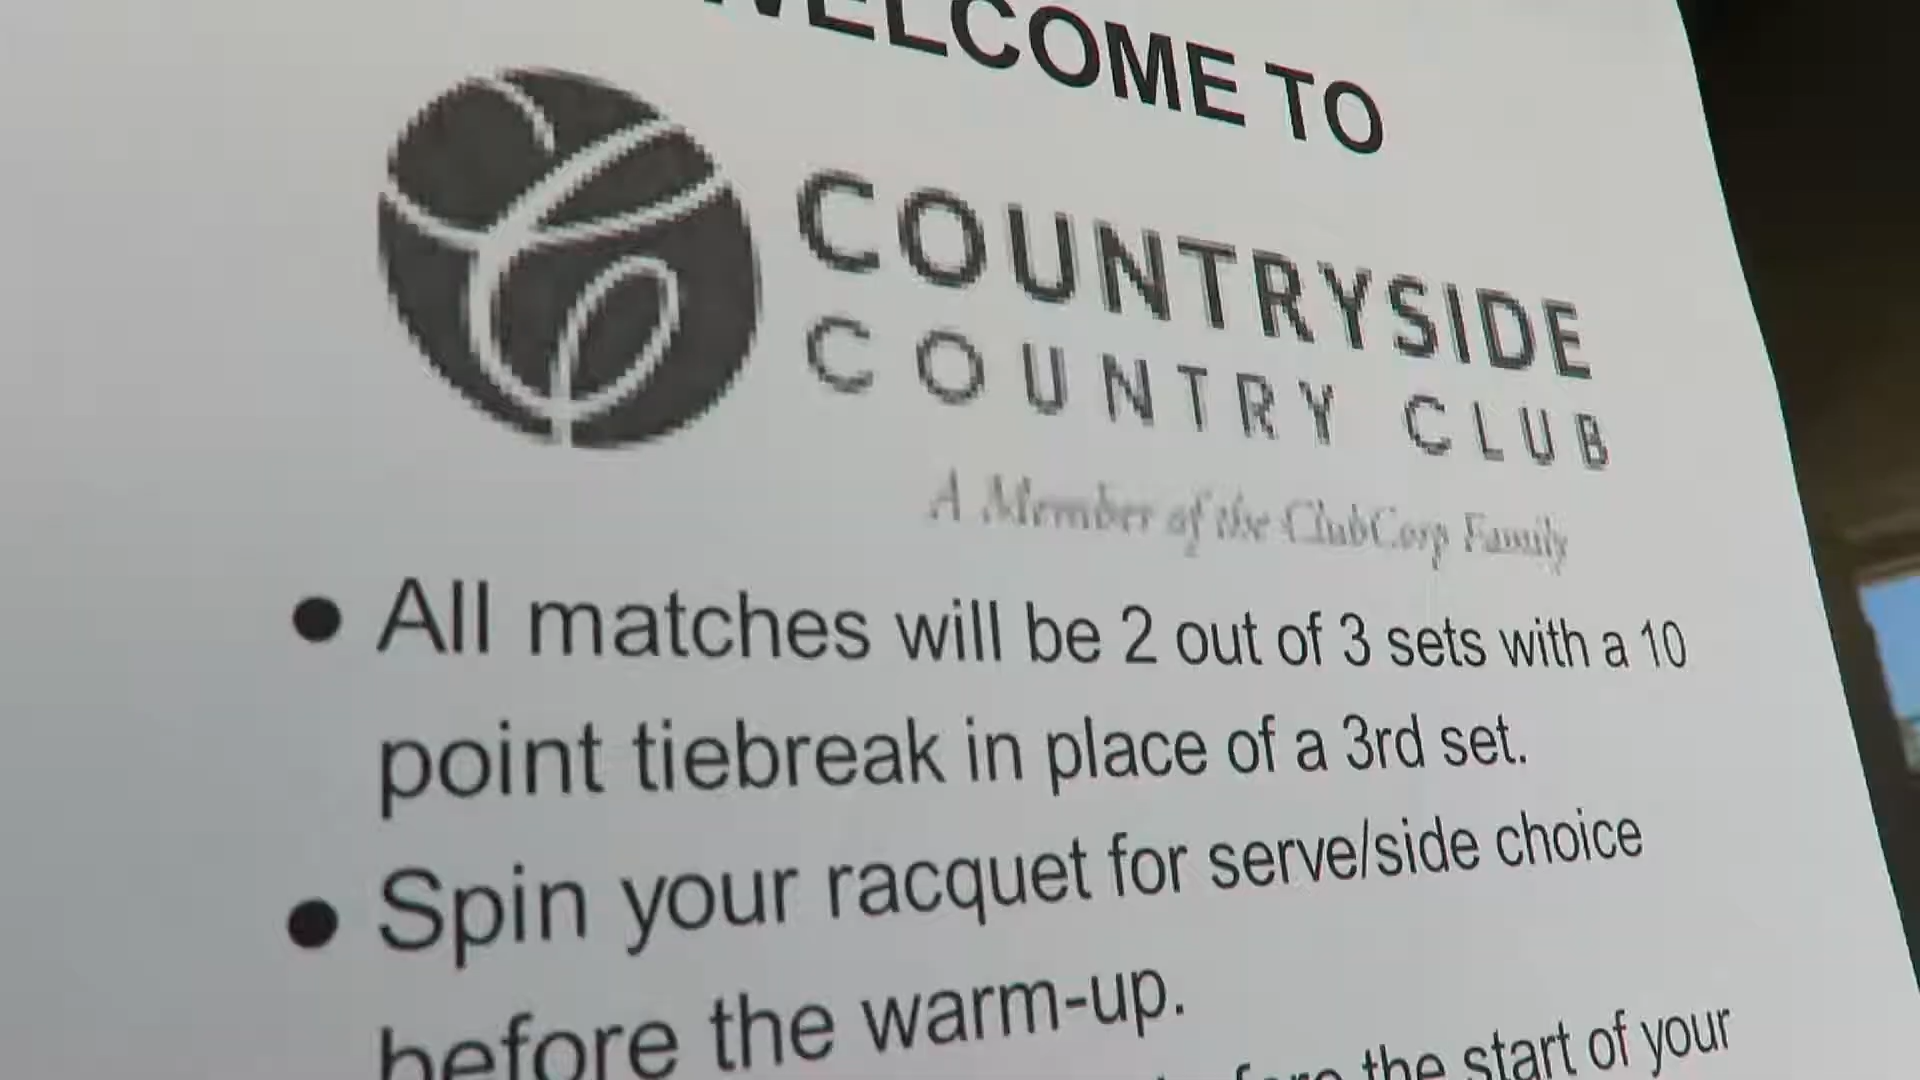 WELCOME TO
COUNTRYSIDE
COUNTRY CLUB
A Member of the ClubCorp Family
• All matches will be 2 out of 3 sets with a 10
point tiebreak in place of a 3rd set.
• Spin your racquet for serve/side choice
before the warm-up.
the start of your